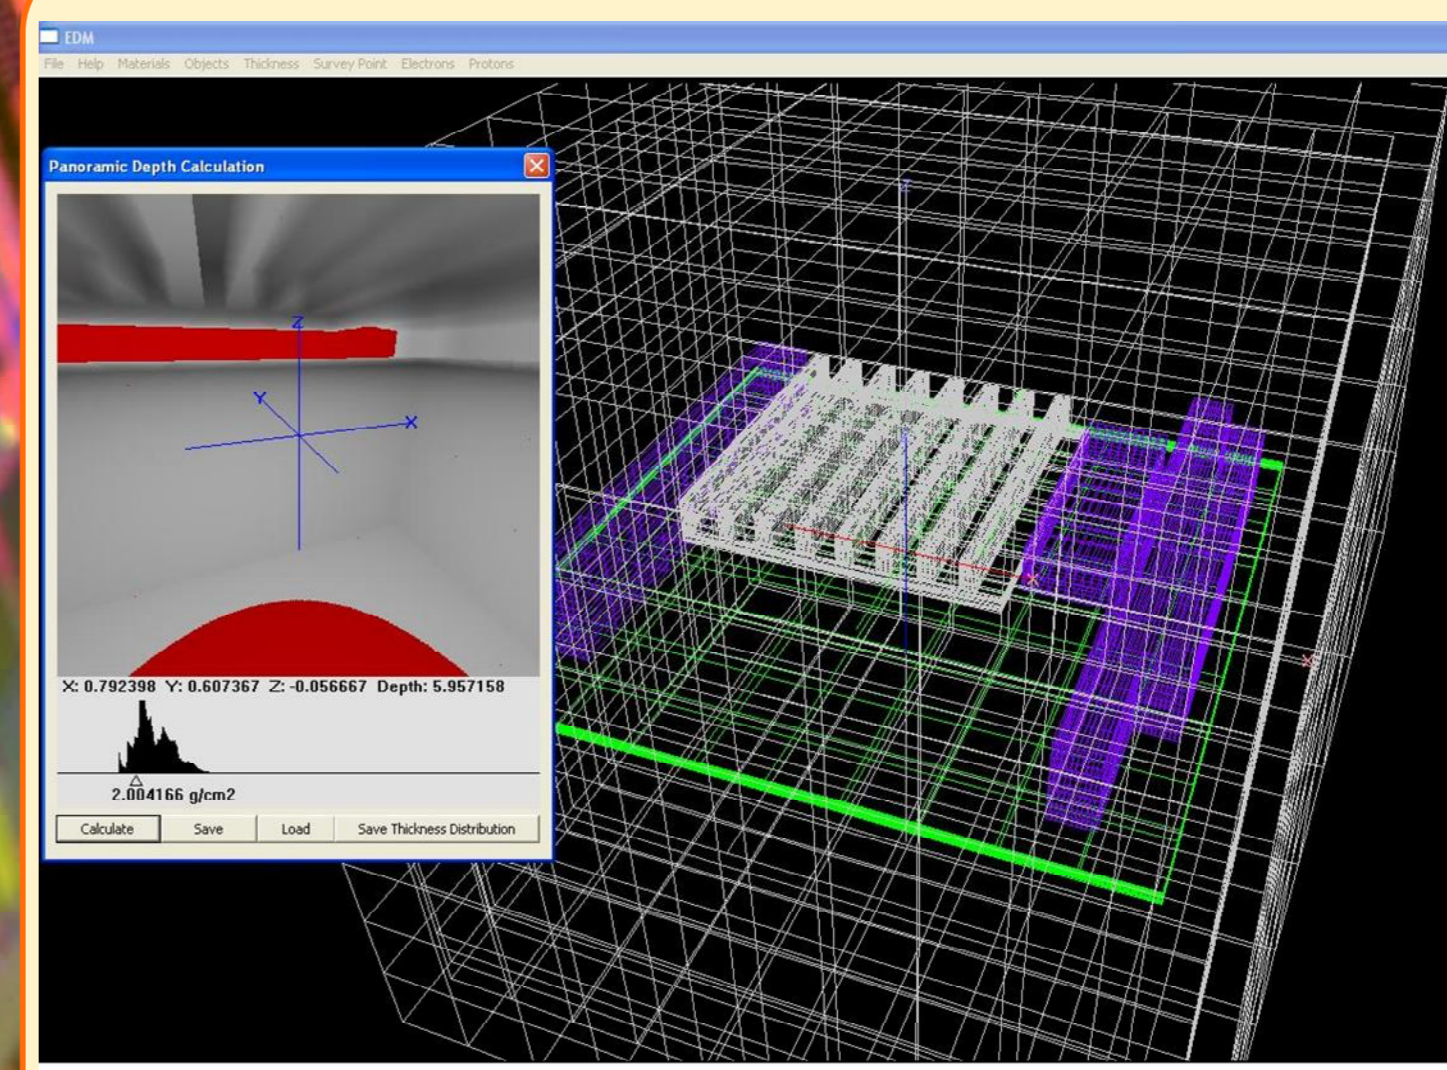 EDM
File Help Materials Objects Thickness Survey Point Electrons Protons
Panoramic Depth Calculation
Z
Y
X
X: 0.792398 Y: 0.607367 Z: -0.056667 Depth: 5.957158
2.004166 g/cm2
Calculate Save Load Save Thickness Distribution
Z
X
X